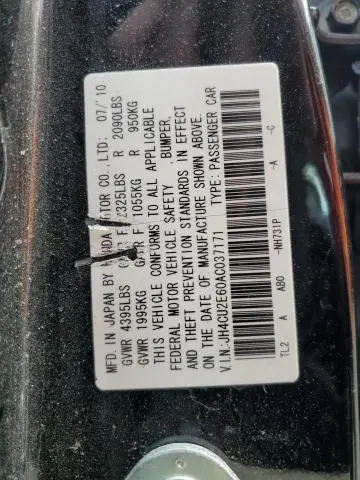 MFD. IN JAPAN BY HONDA MOTOR CO., LTD: 07/'10
GVWR 4395LBS GAWR F 2325LBS R 2090LBS
GVWR 1995KG GAWR F 1055KG R 950KG
THIS VEHICLE CONFORMS TO ALL APPLICABLE
FEDERAL MOTOR VEHICLE SAFETY, BUMPER,
AND THEFT PREVENTION STANDARDS IN EFFECT
ON THE DATE OF MANUFACTURE SHOWN ABOVE.
V.I.N.: JH4CU2E60AC037171 TYPE: PASSENGER CAR
TL2 A AB0 -NH731P -A -C